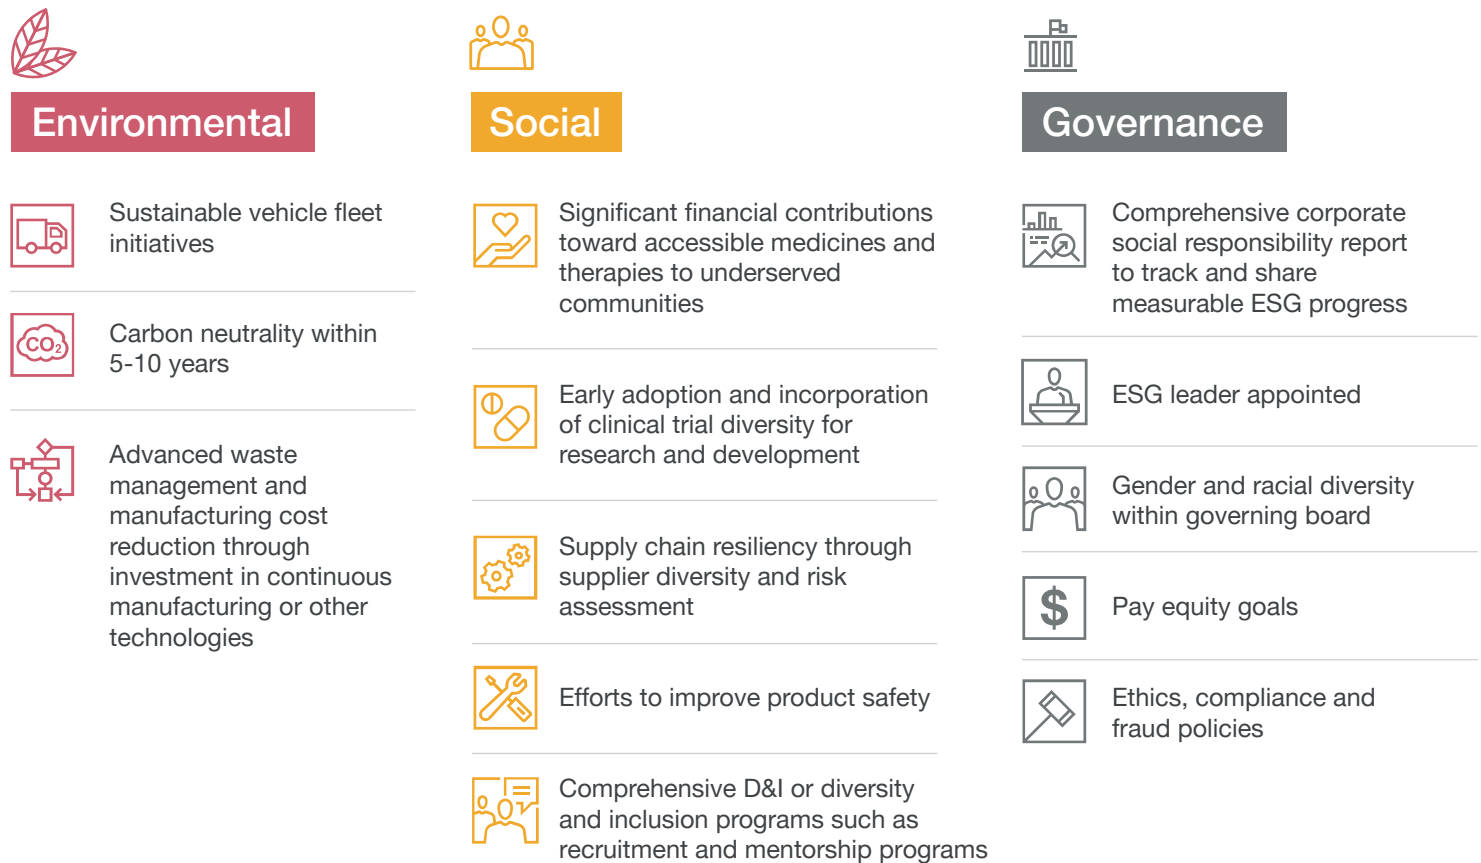 Environmental
Sustainable vehicle fleet
initiatives
CO₂
Carbon neutrality within
5-10 years
Advanced waste
management and
manufacturing cost
reduction through
investment in continuous
manufacturing or other
technologies
Social
Significant financial contributions
toward accessible medicines and
therapies to underserved
communities
Early adoption and incorporation
of clinical trial diversity for
research and development
Supply chain resiliency through
supplier diversity and risk
assessment
Efforts to improve product safety
Comprehensive D&I or diversity
and inclusion programs such as
recruitment and mentorship programs
Governance
Comprehensive corporate
social responsibility report
to track and share
measurable ESG progress
ESG leader appointed
Gender and racial diversity
within governing board
$
Pay equity goals
Ethics, compliance and
fraud policies